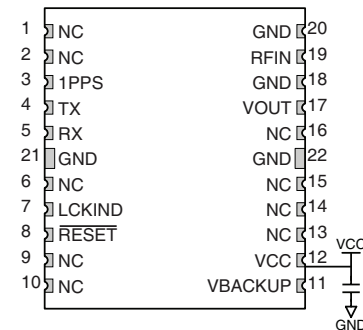 1 NC GND 20
2 NC RFIN 19
3 1PPS GND 18
4 TX VOUT 17
5 RX NC 16
21 GND GND 22
6 NC NC 15
7 LCKIND NC 14
8 RESET NC 13
9 NC VCC 12
10 NC VBACKUP 11
VCC
GND